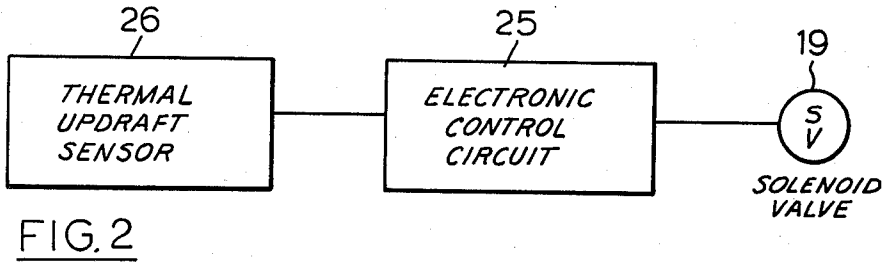 26
25
19
THERMAL
UPDRAFT
SENSOR
ELECTRONIC
CONTROL
CIRCUIT
S
V
SOLENOID
VALVE
FIG. 2